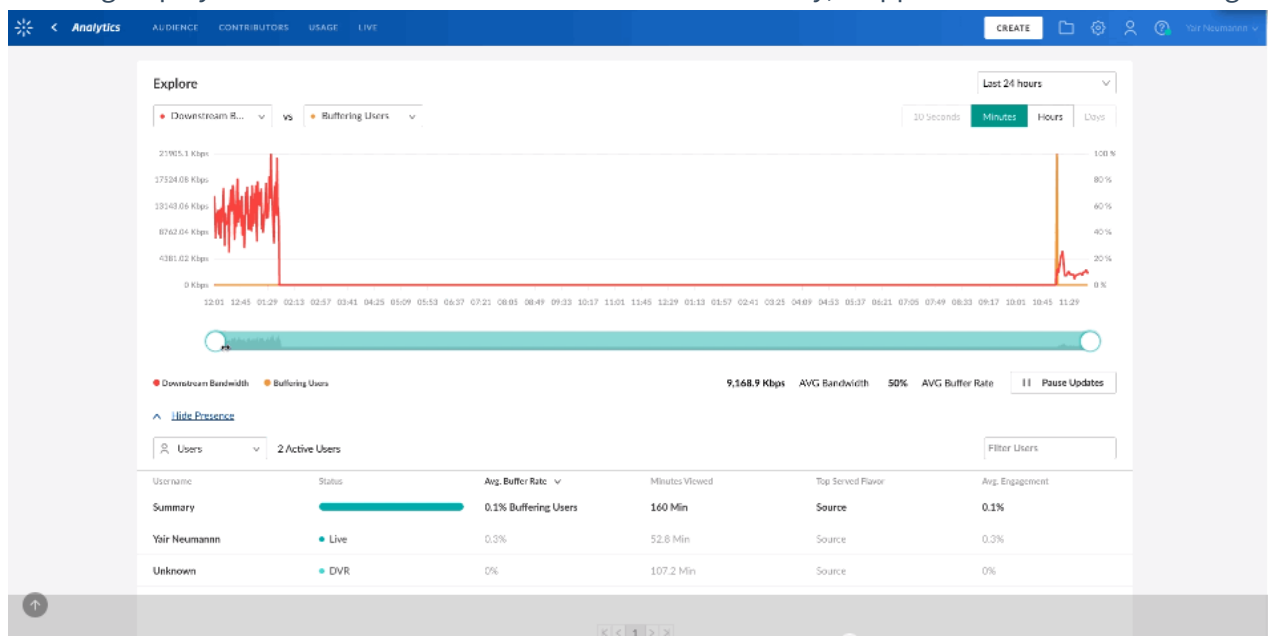 Analytics AUDIENCE CONTRIBUTORS USAGE LIVE CREATE Yair Neumannn
Explore Last 24 hours
Downstream B... vs Buffering Users 10 Seconds Minutes Hours Days
21905.1 Kbps 100 %
17524.08 Kbps 80 %
13143.06 Kbps 60 %
8762.04 Kbps 40 %
4381.02 Kbps 20 %
0 Kbps 0 %
12:01 12:45 01:29 02:13 02:57 03:41 04:25 05:09 05:53 06:37 07:21 08:05 08:49 09:33 10:17 11:01 11:45 12:29 01:13 01:57 02:41 03:25 04:09 04:53 05:37 06:21 07:05 07:49 08:33 09:17 10:01 10:45 11:29
Downstream Bandwidth Buffering Users 9,168.9 Kbps AVG Bandwidth 50% AVG Buffer Rate Pause Updates
Hide Presence
Users 2 Active Users Filter Users
Username Status Avg. Buffer Rate Minutes Viewed Top Served Flavor Avg. Engagement
Summary 0.1% Buffering Users 160 Min Source 0.1%
Yair Neumannn Live 0.3% 52.8 Min Source 0.3%
Unknown DVR 0% 107.2 Min Source 0%
1